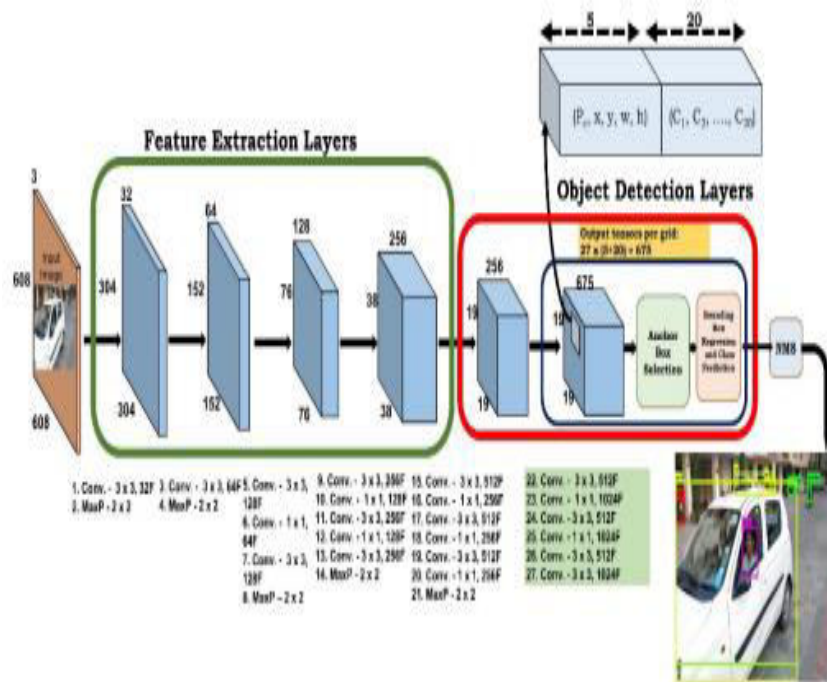 5 20
(Pc, x, y, w, h) (C1, C2, ...., C20)
Feature Extraction Layers
Object Detection Layers
Output tensors per grid:
27 x (5+20) = 675
3
32
64
128
256
256
675
Input
Image
608
304
152
76
38
19
19
608
304
152
76
38
19
19
Anchor
Box
Selection
Bounding
Box
Regression
and Class
Prediction
NMS
1. Conv. - 3 x 3, 32F
MaxP - 2 x 2
3. Conv. - 3 x 3, 64F
4. MaxP - 2 x 2
5. Conv. - 3 x 3,
128F
6. Conv. - 1 x 1,
64F
7. Conv. - 3 x 3,
128F
8. MaxP - 2 x 2
9. Conv. - 3 x 3, 256F
10. Conv. - 1 x 1, 128F
11. Conv. - 3 x 3, 256F
12. Conv. - 1 x 1, 128F
13. Conv. - 3 x 3, 256F
14. MaxP - 2 x 2
15. Conv. - 3 x 3, 512F
16. Conv. - 1 x 1, 256F
17. Conv. - 3 x 3, 512F
18. Conv. - 1 x 1, 256F
19. Conv. - 3 x 3, 512F
20. Conv. - 1 x 1, 256F
21. MaxP - 2 x 2
22. Conv. - 3 x 3, 512F
23. Conv. - 1 x 1, 1024F
24. Conv. - 3 x 3, 512F
25. Conv. - 1 x 1, 1024F
26. Conv. - 3 x 3, 512F
27. Conv. - 3 x 3, 1024F